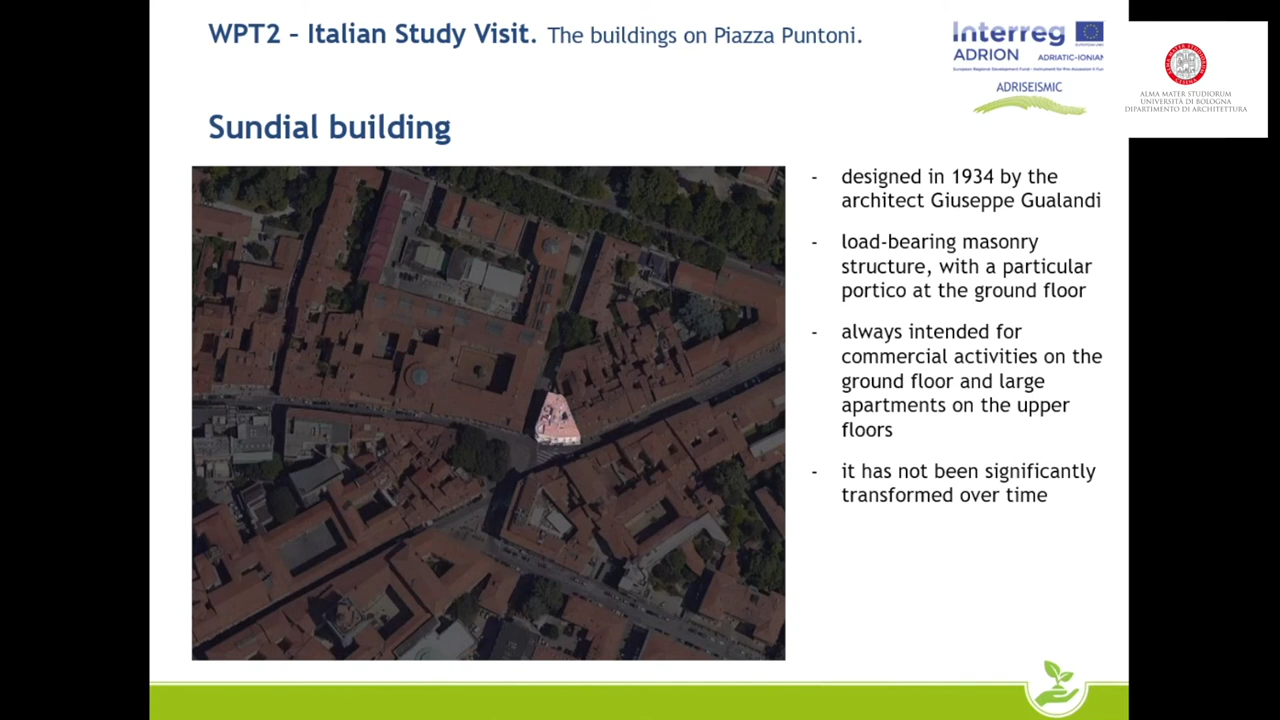 WPT2 – Italian Study Visit. The buildings on Piazza Puntoni.
Interreg
ADRION ADRIATIC-IONIAN
European Regional Development Fund - Instrument for Pre-Accession II Fun
ADRISEISMIC
ALMA MATER STUDIORUM
UNIVERSITÀ DI BOLOGNA
DIPARTIMENTO DI ARCHITETTURA
Sundial building
- designed in 1934 by the
architect Giuseppe Gualandi
- load-bearing masonry
structure, with a particular
portico at the ground floor
- always intended for
commercial activities on the
ground floor and large
apartments on the upper
floors
- it has not been significantly
transformed over time